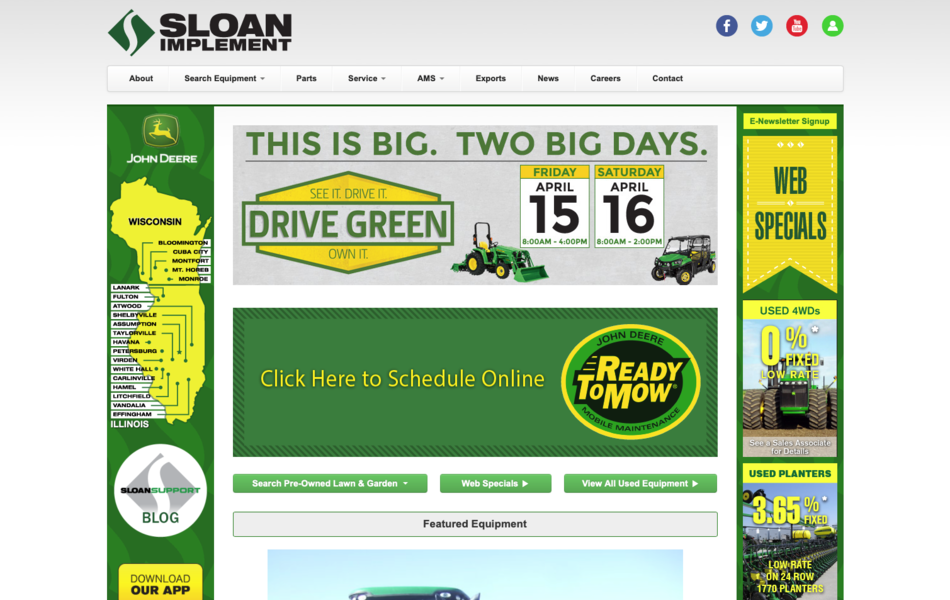 SLOAN
IMPLEMENT
About
Search Equipment
Parts
Service
AMS
Exports
News
Careers
Contact
JOHN DEERE
WISCONSIN
BLOOMINGTON
CUBA CITY
MONTFORT
MT. HOREB
MONROE
LANARK
FULTON
ATWOOD
SHELBYVILLE
ASSUMPTION
TAYLORVILLE
HAVANA
PETERSBURG
VIRDEN
WHITE HALL
CARLINVILLE
HAMEL
LITCHFIELD
VANDALIA
EFFINGHAM
ILLINOIS
SLOANSUPPORT
BLOG
DOWNLOAD
OUR APP
THIS IS BIG. TWO BIG DAYS.
SEE IT. DRIVE IT.
DRIVE GREEN
OWN IT.
FRIDAY
APRIL
15
8:00AM - 4:00PM
SATURDAY
APRIL
16
8:00AM - 2:00PM
Click Here to Schedule Online
JOHN DEERE
READY
TO MOW
MOBILE MAINTENANCE
Search Pre-Owned Lawn & Garden
Web Specials
View All Used Equipment
Featured Equipment
E-Newsletter Signup
WEB
SPECIALS
USED 4WDs
0%*
FIXED
LOW RATE
See a Sales Associate
for Details
USED PLANTERS
3.65%*
FIXED
LOW RATE
ON 24 ROW
1770 PLANTERS